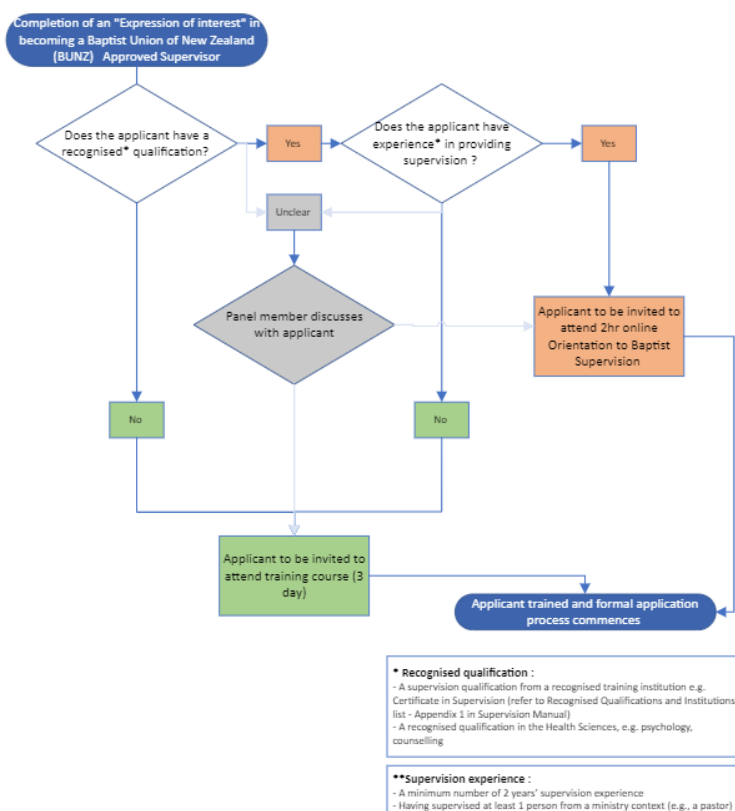 Completion of an "Expression of interest" in
becoming a Baptist Union of New Zealand
(BUNZ) Approved Supervisor
Does the applicant have a
recognised* qualification?
Yes
Does the applicant have
experience* in providing
supervision ?
Yes
Unclear
Panel member discusses
with applicant
Applicant to be invited to
attend 2hr online
Orientation to Baptist
Supervision
No
No
Applicant to be invited to
attend training course (3
day)
Applicant trained and formal application
process commences
* Recognised qualification :
- A supervision qualification from a recognised training institution e.g.
Certificate in Supervision (refer to Recognised Qualifications and Institutions
list - Appendix 1 in Supervision Manual)
- A recognised qualification in the Health Sciences, e.g. psychology,
counselling
**Supervision experience :
- A minimum number of 2 years' supervision experience
- Having supervised at least 1 person from a ministry context (e.g., a pastor)